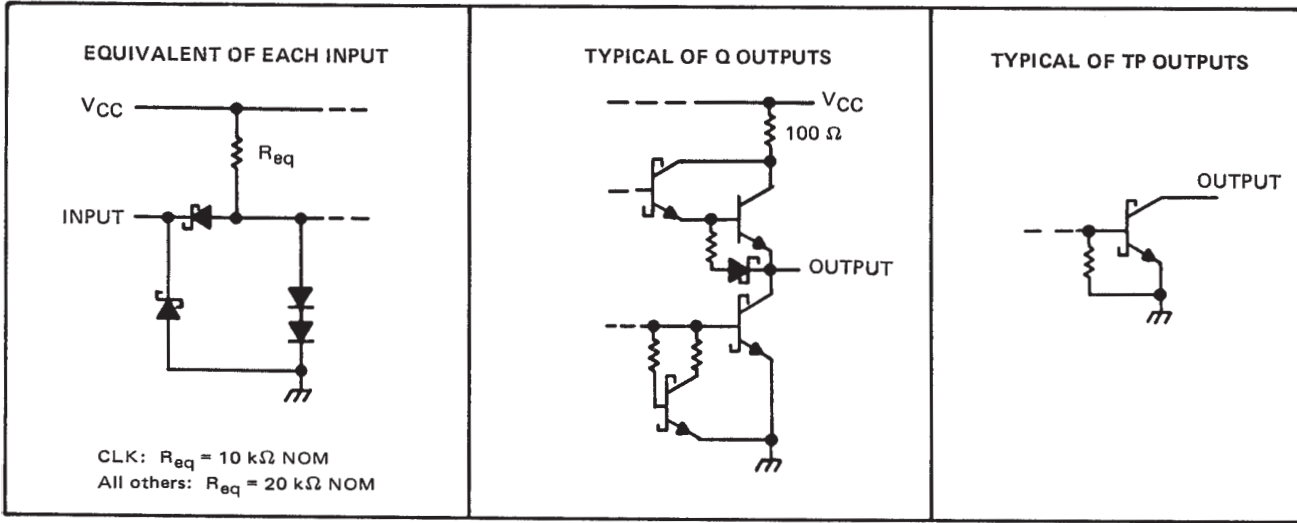 EQUIVALENT OF EACH INPUT
VCC
Req
INPUT
CLK: Req = 10 kΩ NOM
All others: Req = 20 kΩ NOM
TYPICAL OF Q OUTPUTS
VCC
100 Ω
OUTPUT
TYPICAL OF TP OUTPUTS
OUTPUT